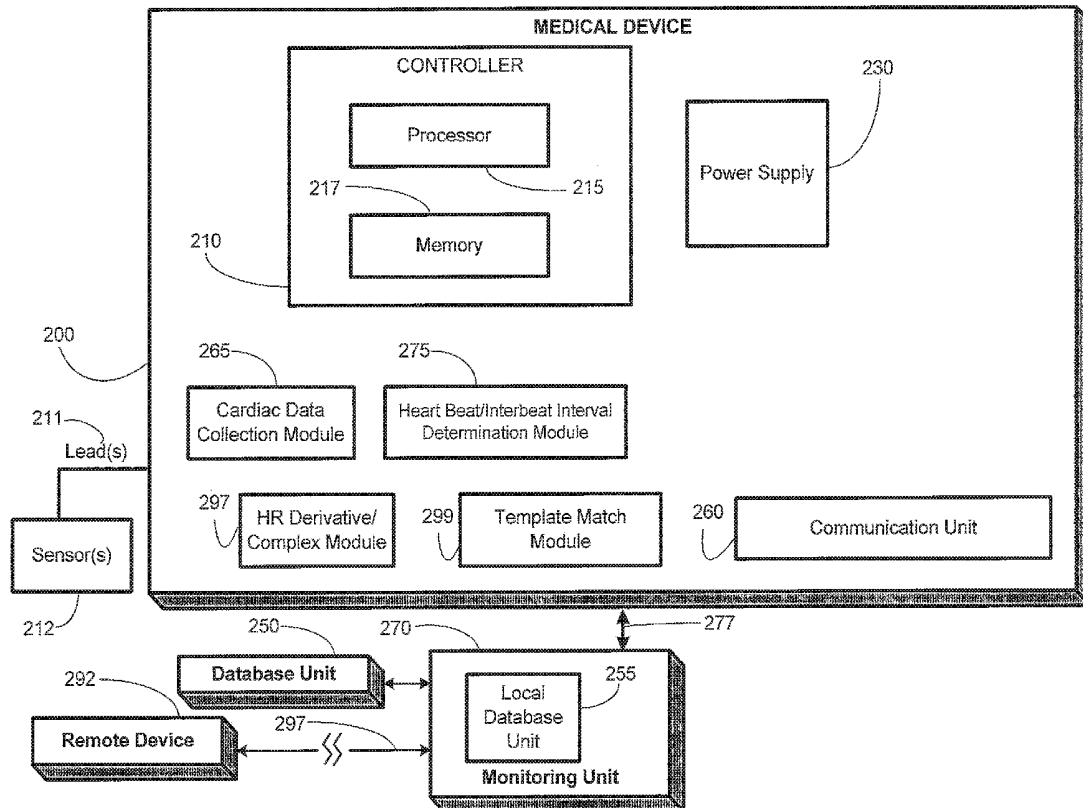 MEDICAL DEVICE
CONTROLLER
230
Processor
Power Supply
217
215
Memory
210
200
265
275
Cardiac Data
Collection Module
Heart Beat/Interbeat Interval
Determination Module
211
Lead(s)
297
HR Derivative/
Complex Module
299
Template Match
Module
260
Communication Unit
Sensor(s)
212
250
270
277
Database Unit
255
292
Local
Database
Unit
Remote Device
297
Monitoring Unit